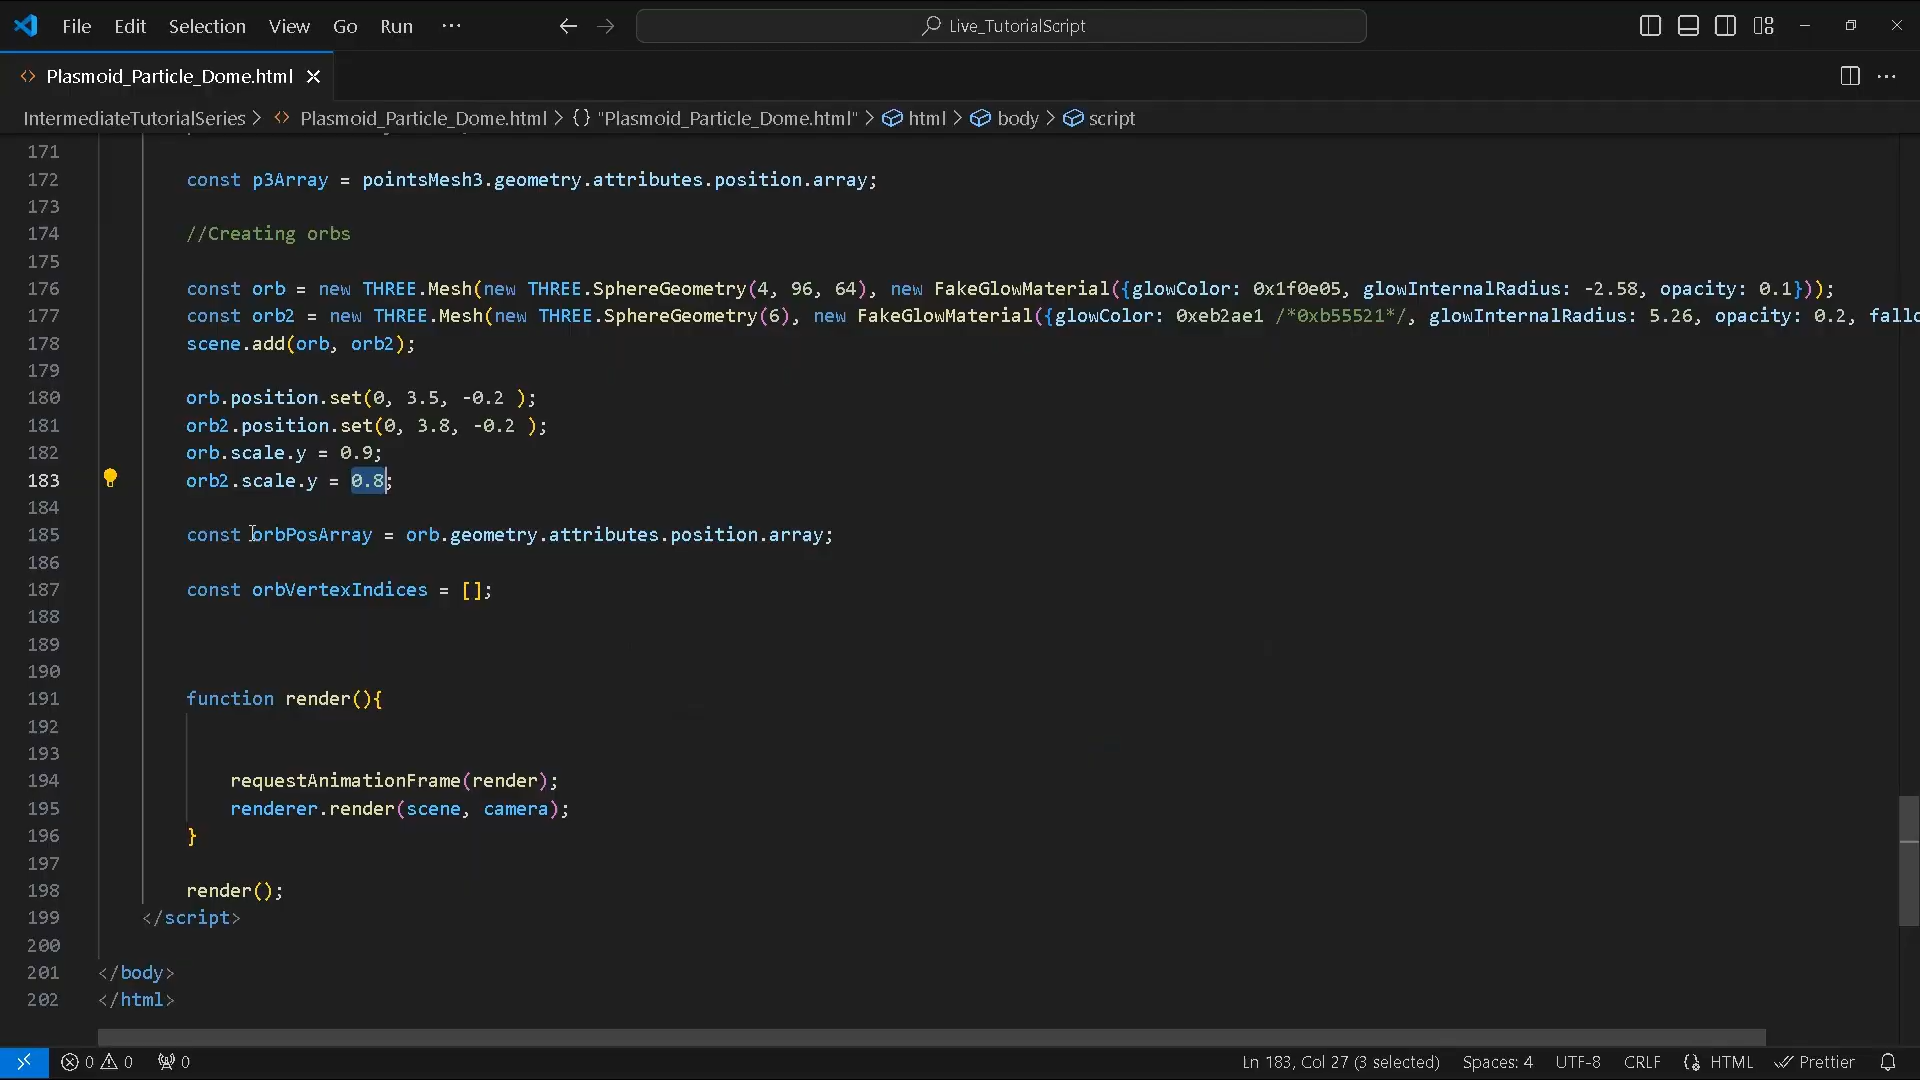 File Edit Selection View Go Run ··· Live_TutorialScript
Plasmoid_Particle_Dome.html
IntermediateTutorialSeries > Plasmoid_Particle_Dome.html > {} "Plasmoid_Particle_Dome.html" > html > body > script
171
172 const p3Array = pointsMesh3.geometry.attributes.position.array;
173
174 //Creating orbs
175
176 const orb = new THREE.Mesh(new THREE.SphereGeometry(4, 96, 64), new FakeGlowMaterial({glowColor: 0x1f0e05, glowInternalRadius: -2.58, opacity: 0.1}));
177 const orb2 = new THREE.Mesh(new THREE.SphereGeometry(6), new FakeGlowMaterial({glowColor: 0xeb2ae1 /*0xb55521*/, glowInternalRadius: 5.26, opacity: 0.2,
178 scene.add(orb, orb2);
179
180 orb.position.set(0, 3.5, -0.2 );
181 orb2.position.set(0, 3.8, -0.2 );
182 orb.scale.y = 0.9;
183 orb2.scale.y = 0.8;
184
185 const orbPosArray = orb.geometry.attributes.position.array;
186
187 const orbVertexIndices = [];
188
189
190
191 function render(){
192
193
194 requestAnimationFrame(render);
195 renderer.render(scene, camera);
196 }
197
198 render();
199 </script>
200
201 </body>
202 </html>
0 0 0 Ln 183, Col 27 (3 selected) Spaces: 4 UTF-8 CRLF {} HTML Prettier